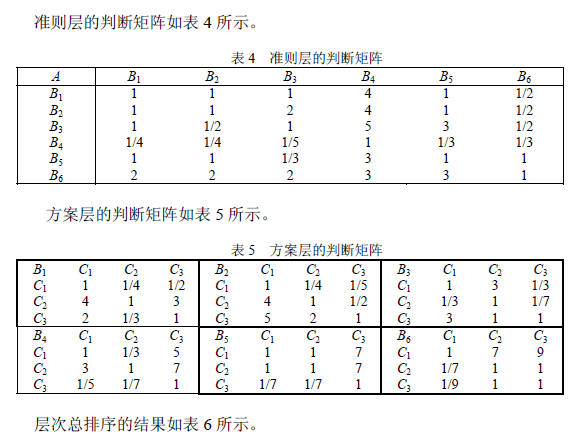 准则层的判断矩阵如表 4 所示。
表 4 准则层的判断矩阵
A B1 B2 B3 B4 B5 B6
B1 1 1 1 4 1 1/2
B2 1 1 2 4 1 1/2
B3 1 1/2 1 5 3 1/2
B4 1/4 1/4 1/5 1 1/3 1/3
B5 1 1 1/3 3 1 1
B6 2 2 2 3 3 1
方案层的判断矩阵如表 5 所示。
表 5 方案层的判断矩阵
B1 C1 C2 C3 B2 C1 C2 C3 B3 C1 C2 C3
C1 1 1/4 1/2 C1 1 1/4 1/5 C1 1 3 1/3
C2 4 1 3 C2 4 1 1/2 C2 1/3 1 1/7
C3 2 1/3 1 C3 5 2 1 C3 3 1 1
B4 C1 C2 C3 B5 C1 C2 C3 B6 C1 C2 C3
C1 1 1/3 5 C1 1 1 7 C1 1 7 9
C2 3 1 7 C2 1 1 7 C2 1/7 1 1
C3 1/5 1/7 1 C3 1/7 1/7 1 C3 1/9 1 1
层次总排序的结果如表 6 所示。